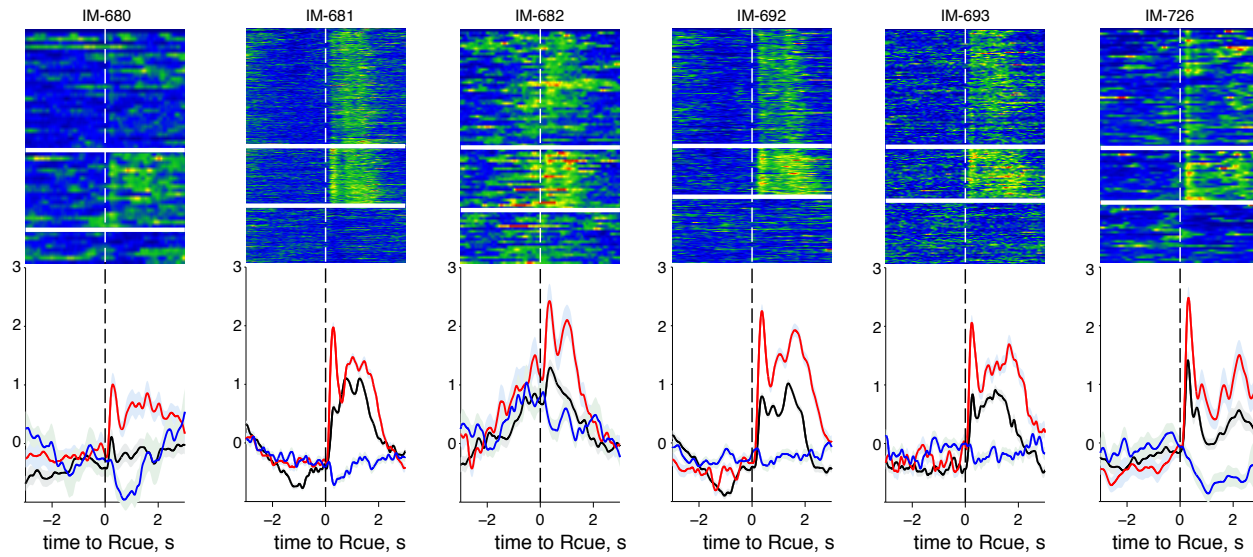 IM-680 IM-681 IM-682 IM-692 IM-693 IM-726
3 3 3 3 3 3
2 2 2 2 2 2
1 1 1 1 1 1
0 0 0 0 0 0
−2 0 2 −2 0 2 −2 0 2 −2 0 2 −2 0 2 −2 0 2
time to Rcue, s time to Rcue, s time to Rcue, s time to Rcue, s time to Rcue, s time to Rcue, s